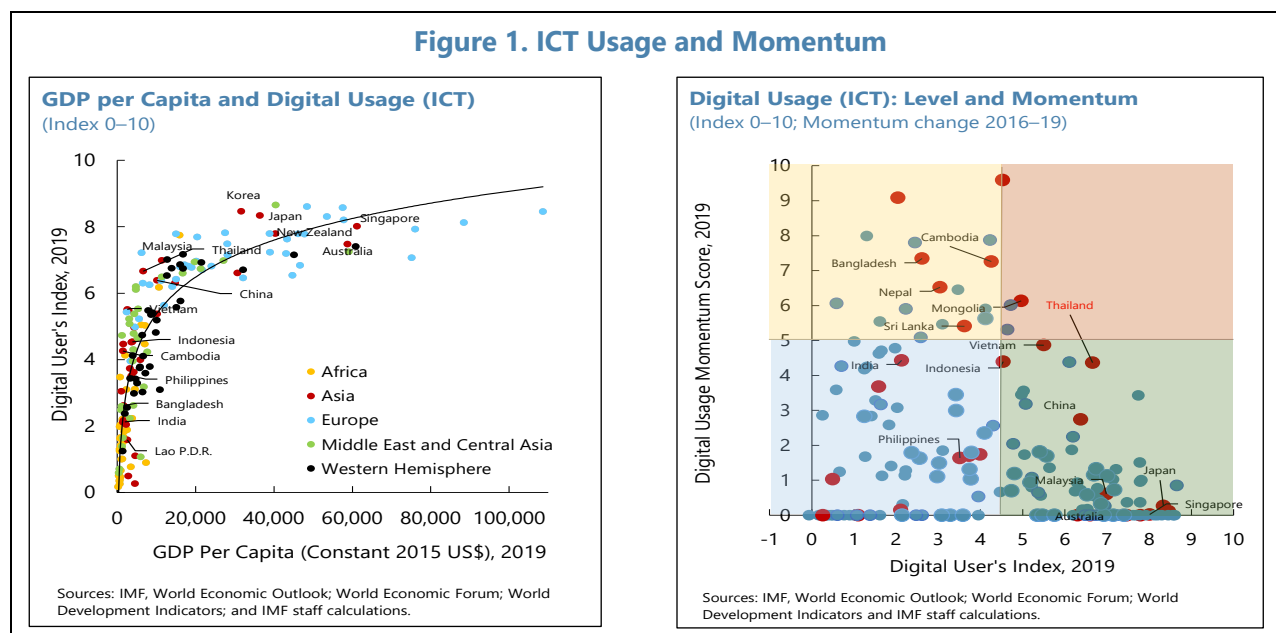 Figure 1. ICT Usage and Momentum
GDP per Capita and Digital Usage (ICT)
(Index 0–10)
Digital User's Index, 2019
10
8
6
4
2
0
Korea
Japan
Singapore
New Zealand
Malaysia
Thailand
Australia
China
Vietnam
Indonesia
Cambodia
Philippines
Bangladesh
India
Lao P.D.R.
Africa
Asia
Europe
Middle East and Central Asia
Western Hemisphere
0 20,000 40,000 60,000 80,000 100,000
GDP Per Capita (Constant 2015 US$), 2019
Sources: IMF, World Economic Outlook; World Economic Forum; World
Development Indicators; and IMF staff calculations.
Digital Usage (ICT): Level and Momentum
(Index 0–10; Momentum change 2016–19)
Digital Usage Momentum Score, 2019
10
9
8
7
6
5
4
3
2
1
0
Cambodia
Bangladesh
Nepal
Mongolia
Thailand
Sri Lanka
Vietnam
India
Indonesia
China
Philippines
Malaysia
Japan
Singapore
Australia
-1 0 1 2 3 4 5 6 7 8 9 10
Digital User's Index, 2019
Sources: IMF, World Economic Outlook; World Economic Forum; World
Development Indicators and IMF staff calculations.